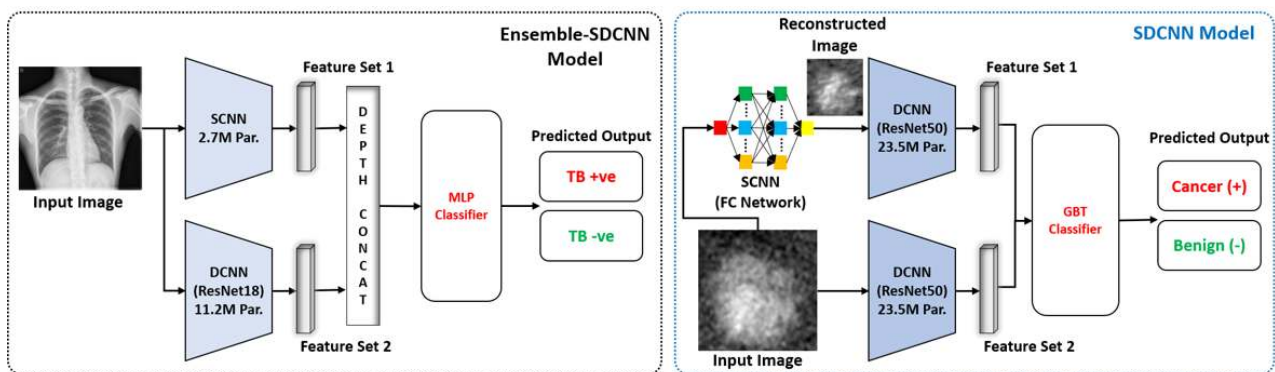 Ensemble-SDCNN
Model
Input Image
SCNN
2.7M Par.
Feature Set 1
DCNN
(ResNet18)
11.2M Par.
Feature Set 2
DEPTH CONCAT
MLP
Classifier
Predicted Output
TB +ve
TB -ve
SDCNN Model
Reconstructed
Image
SCNN
(FC Network)
Input Image
DCNN
(ResNet50)
23.5M Par.
Feature Set 1
DCNN
(ResNet50)
23.5M Par.
Feature Set 2
GBT
Classifier
Predicted Output
Cancer (+)
Benign (-)